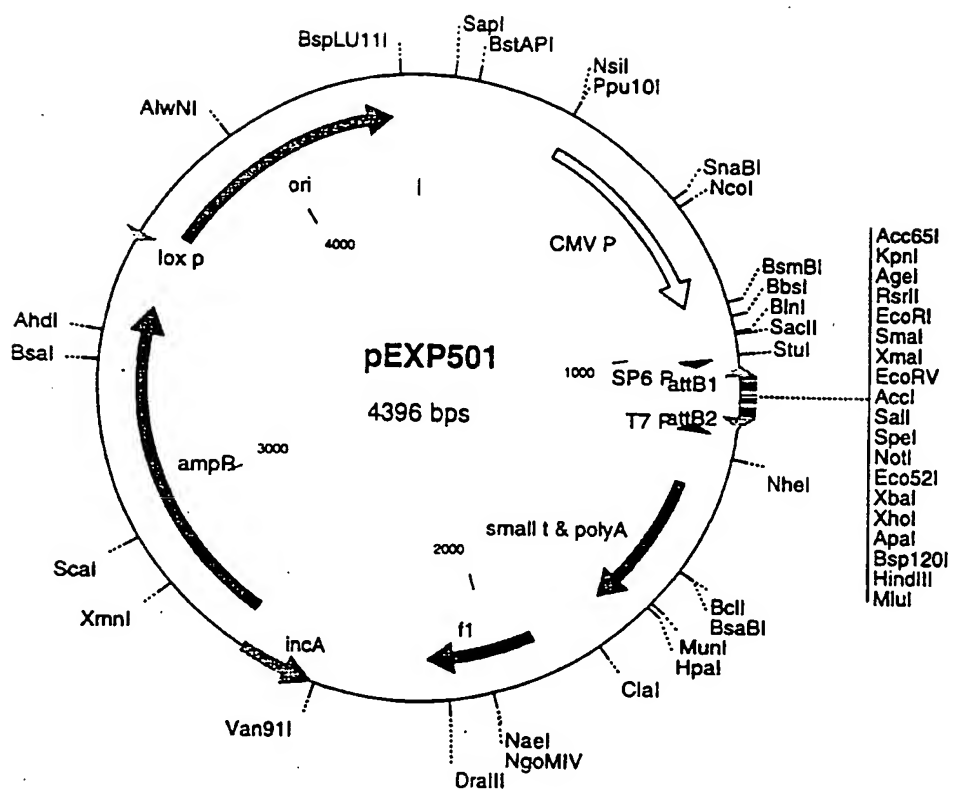 SapI
BspLU11I
BstAPI
NsiI
Ppu10I
AlwNI
SnaBI
NcoI
ori
4000
CMV P
lox p
BsmBI
BbsI
BlnI
SacII
StuI
AhdI
BsaI
pEXP501
4396 bps
1000
SP6 P
attB1
T7 P
attB2
Acc65I
KpnI
AgeI
RsrII
EcoRI
SmaI
XmaI
EcoRV
AccI
SalI
SpeI
NotI
Eco52I
XbaI
XhoI
ApaI
Bsp120I
HindIII
MluI
ampR
3000
NheI
small t & polyA
2000
ScaI
XmnI
BclI
BsaBI
MunI
HpaI
f1
incA
ClaI
Van91I
NaeI
NgoMIV
DraIII